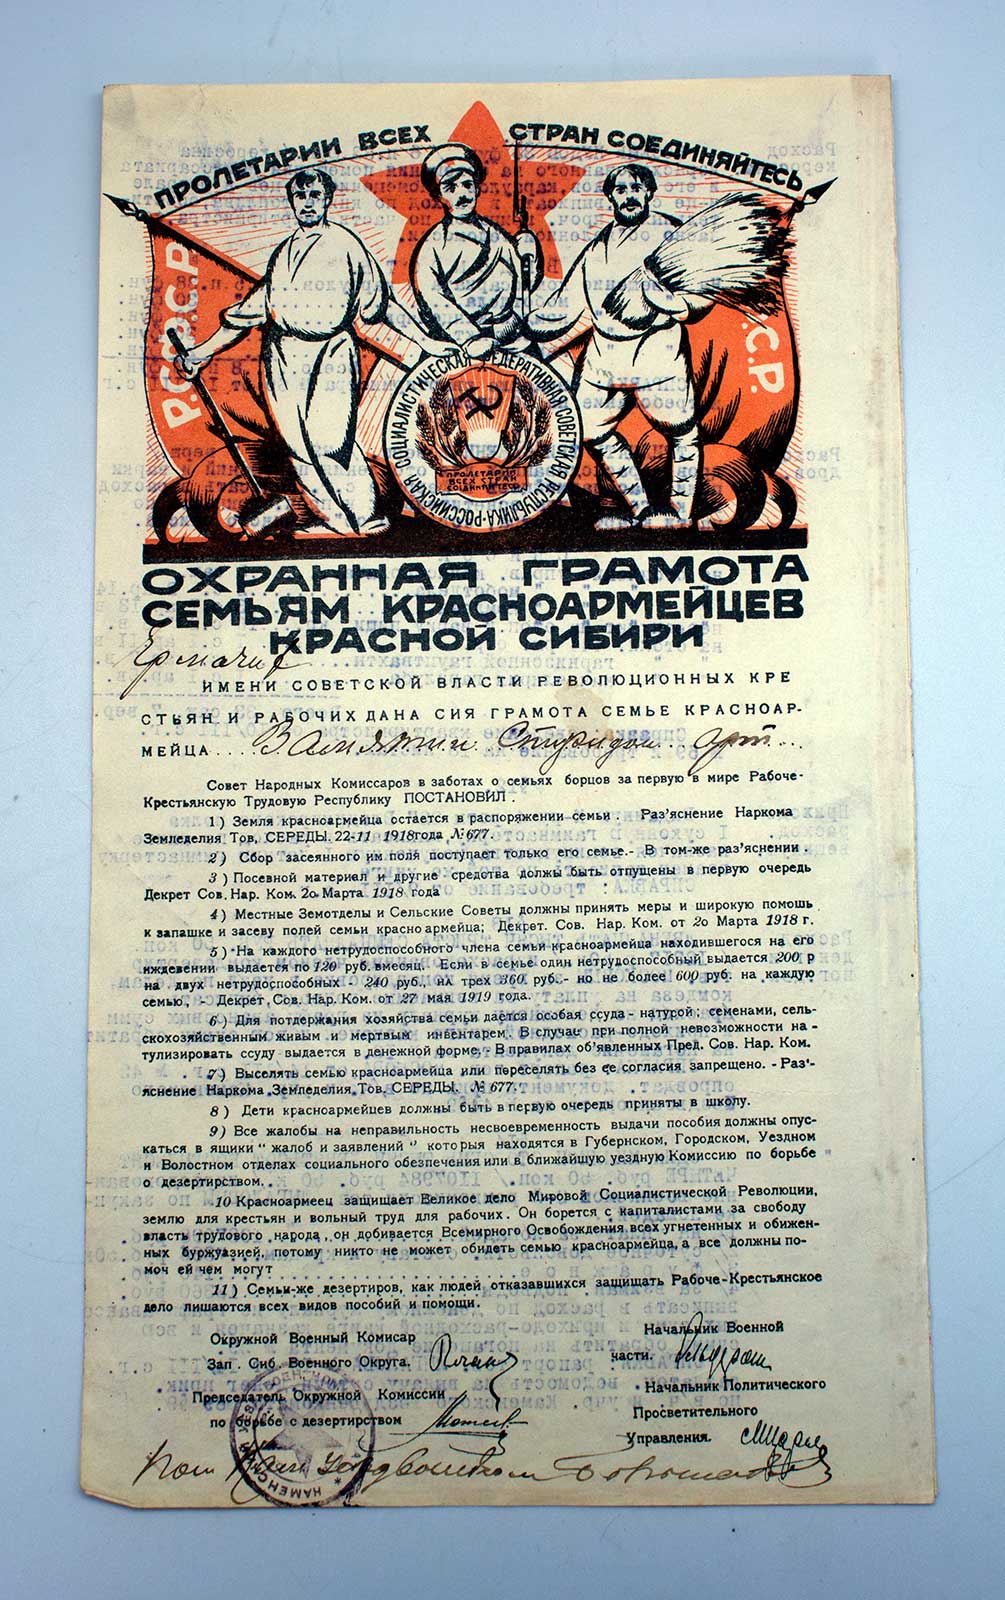 ПРОЛЕТАРИИ ВСЕХ СТРАН СОЕДИНЯЙТЕСЬ
Р.С.Ф.С.Р.
С.Р.
РОССИЙСКАЯ СОЦИАЛИСТИЧЕСКАЯ ФЕДЕРАТИВНАЯ СОВЕТСКАЯ РЕСПУБЛИКА
ПРОЛЕТАРИИ
ВСЕХ СТРАН
СОЕДИНЯЙТЕСЬ
ОХРАННАЯ ГРАМОТА
СЕМЬЯМ КРАСНОАРМЕЙЦЕВ
КРАСНОЙ СИБИРИ
ИМЕНИ СОВЕТСКОЙ ВЛАСТИ РЕВОЛЮЦИОННЫХ КРЕ
СТЬЯН И РАБОЧИХ ДАНА СИЯ ГРАМОТА СЕМЬЕ КРАСНОАР-
МЕЙЦА ... Спиридон
Совет Народных Комиссаров в заботах о семьях борцов за первую в мире Рабоче-
Крестьянскую Трудовую Республику ПОСТАНОВИЛ.
1) Земля красноармейца остается в распоряжении семьи. Раз'яснение Наркома
Земледелия Тов, СЕРЕДЫ. 22-11 1918года №677.
2) Сбор засеянного им поля поступает только его семье.- В том-же раз'яснении.
3) Посевной материал и другие средства должы быть отпущены в первую очередь
Декрет Сов. Нар. Ком. 2о Марта 1918 года
4) Местные Земотделы и Сельские Советы должны принять меры и широкую помощь
к запашке и засеву полей семьи красноармейца; Декрет. Сов. Нар. Ком. от 2о Марта 1918 г.
5) На каждого нетрудоспособного члена семьи красноармейца находившегося на его
иждевении выдается по 120 руб. вмесяц. Если в семье один нетрудоспособный выдается 200 р
на двух нетрудоспособных - 240 руб., на трех 360 руб.- но не более 600 руб. на каждую
семью, - Декрет, Сов. Нар. Ком. от 27 мая 1919 года.
6) Для потдержания хозяйства семьи дается особая ссуда - натурой; семенами, сель-
скохозяйственным живым и мертвым инвентарем. В случае при полной невозможности на-
тулизировать ссуду выдается в денежной форме,- В правилах об'явленных Пред. Сов. Нар. Ком.
7) Выселять семью красноармейца или переселять без ее согласия запрещено. - Раз'-
яснение Наркома Земледелия Тов. СЕРЕДЫ. №677.
8) Дети красноармейцев должны быть в первую очередь приняты в школу.
9) Все жалобы на неправильность несвоевременность выдачи пособия должны опус-
каться в ящики " жалоб и заявлений " которыя находятся в Губернском, Городском, Уездном
и Волостном отделах социального обеспечения или в ближайшую уездную Комиссию по борьбе
о дезертирством.
10 Красноармеец защищает Великое дело Мировой Социалистической Революции,
землю для крестьян и вольный труд для рабочих. Он борется с капиталистами за свободу
власть трудового народа, он добивается Всемирного Освобождения всех угнетенных и обижен-
ных буржуазией, потому никто не может обидеть семью красноармейца, а все должны по-
моч ей чем могут
11) Семьи-же дезертиров, как людей отказавшихся защищать Рабоче-Крестьянское
дело лишаются всех видов пособий и помощи.
Окружной Военный Комисар
Зап. Сиб. Военного Округа.
Председатель Окружной Комиссии
по борьбе с дезертирством
Начальник Военной
части.
Начальник Политического
Просветительного
Управления.